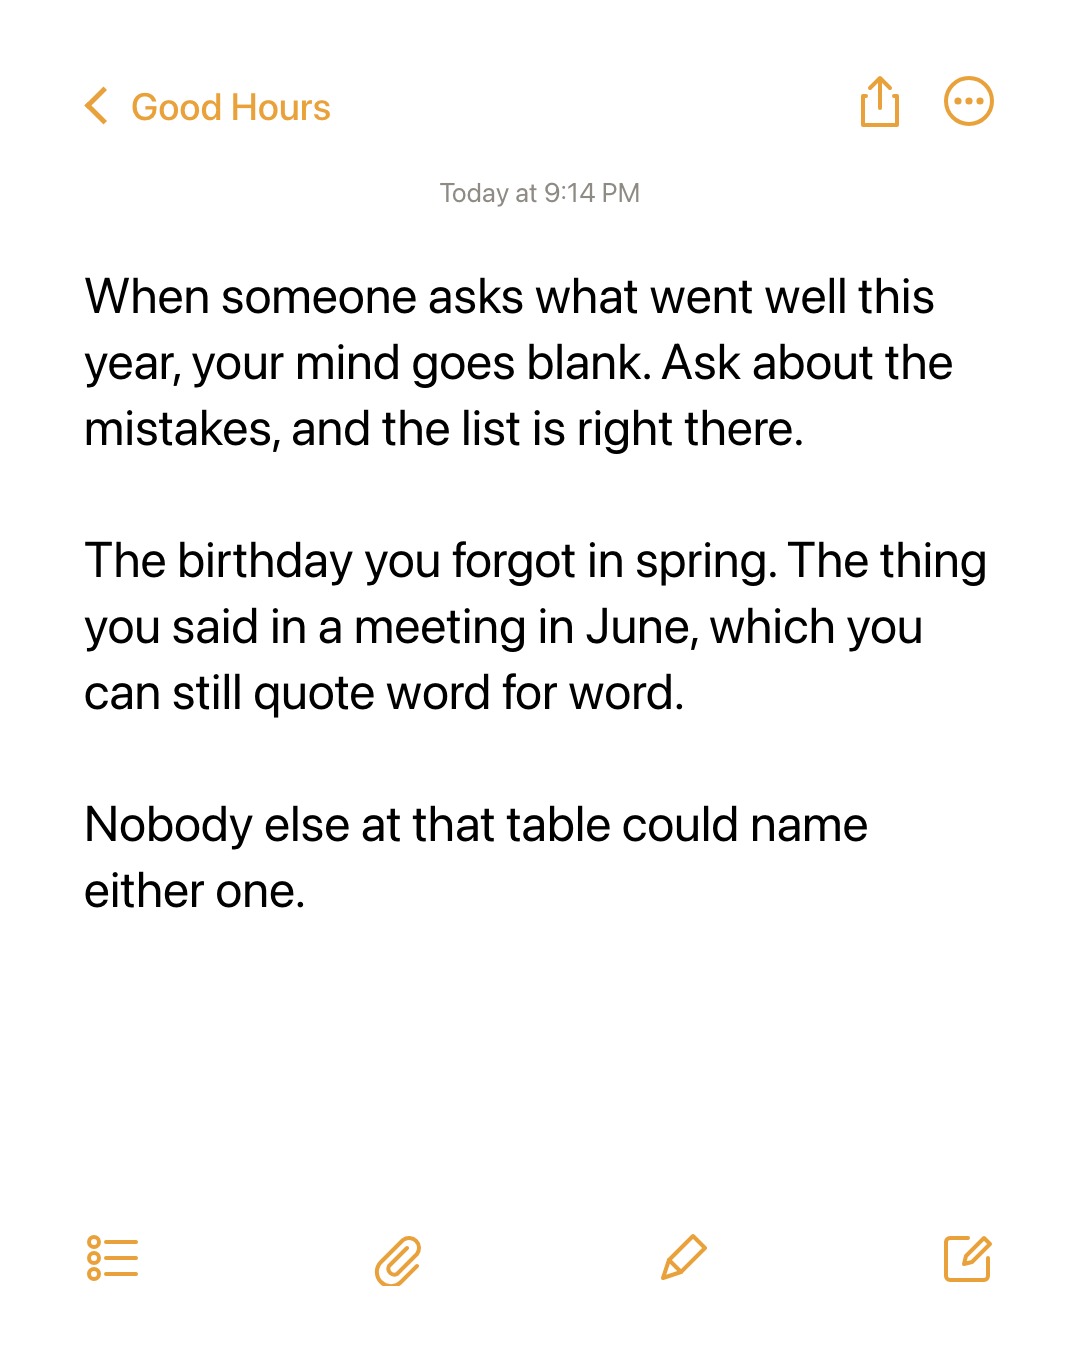 Good Hours
Today at 9:14 PM
When someone asks what went well this
year, your mind goes blank. Ask about the
mistakes, and the list is right there.
The birthday you forgot in spring. The thing
you said in a meeting in June, which you
can still quote word for word.
Nobody else at that table could name
either one.